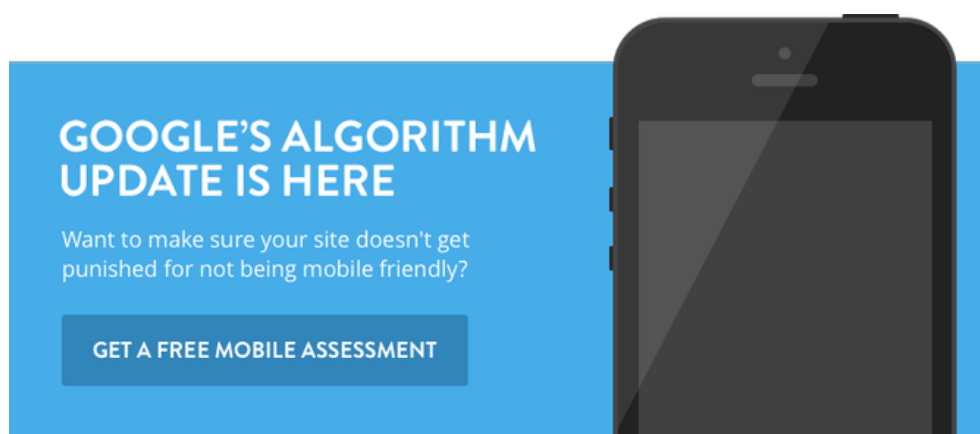 GOOGLE’S ALGORITHM
UPDATE IS HERE
Want to make sure your site doesn't get
punished for not being mobile friendly?
GET A FREE MOBILE ASSESSMENT